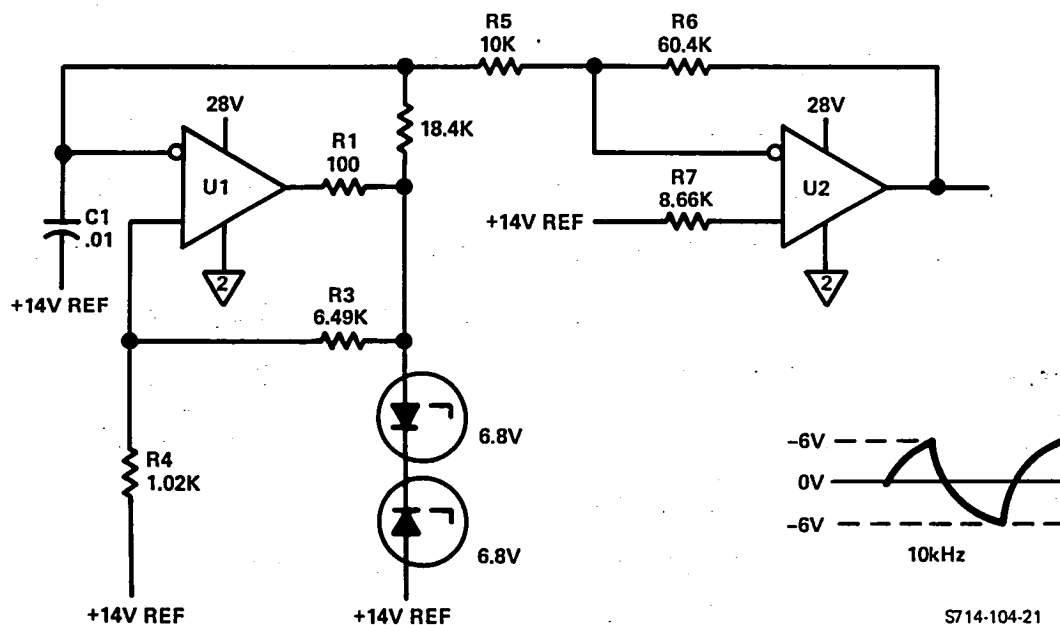 R5
10K
R6
60.4K
28V
18.4K
28V
R1
100
U1
R7
8.66K
U2
C1
.01
+14V REF
2
2
+14V REF
R3
6.49K
6.8V
R4
1.02K
6.8V
−6V
0V
−6V
10kHz
+14V REF
+14V REF
S714-104-21